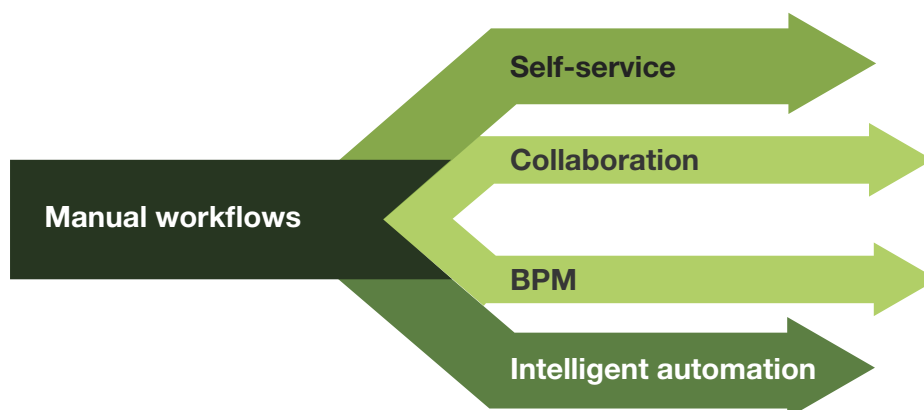 Self-service
Collaboration
Manual workflows
BPM
Intelligent automation